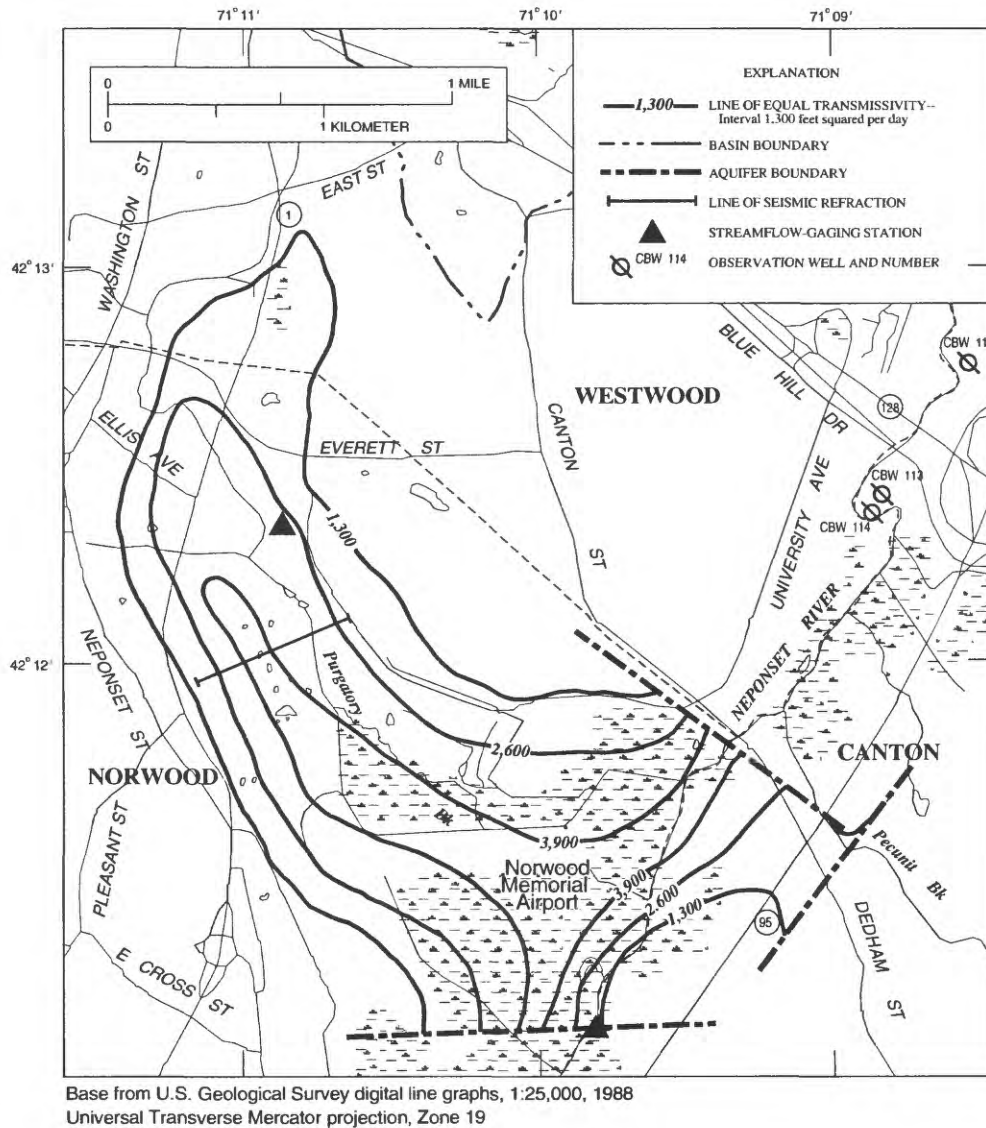 71° 11'
71° 10'
71° 09'
0
1 MILE
0
1 KILOMETER
EXPLANATION
1,300
LINE OF EQUAL TRANSMISSIVITY--
Interval 1,300 feet squared per day
BASIN BOUNDARY
AQUIFER BOUNDARY
LINE OF SEISMIC REFRACTION
STREAMFLOW-GAGING STATION
CBW 114
OBSERVATION WELL AND NUMBER
WASHINGTON ST
EAST ST
1
42° 13'
BLUE HILL DR
CBW 11
WESTWOOD
128
CANTON ST
ELLIS AVE
EVERETT ST
UNIVERSITY AVE
CBW 113
CBW 114
1,300
NEPONSET RIVER
42° 12'
Purgatory Bk
NEPONSET ST
2,600
CANTON
NORWOOD
3,900
Pecunit Bk
PLEASANT ST
Norwood
Memorial
Airport
3,900
2,600
1,300
95
DEDHAM ST
E CROSS ST
Base from U.S. Geological Survey digital line graphs, 1:25,000, 1988
Universal Transverse Mercator projection, Zone 19